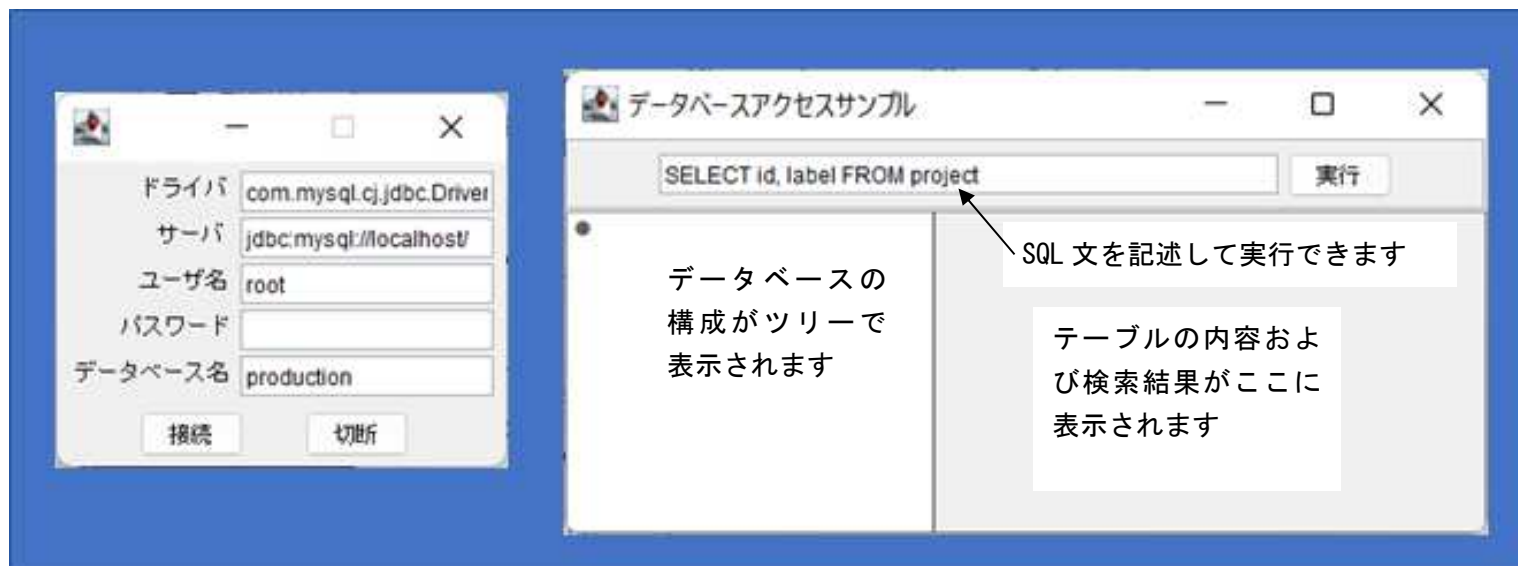 ドライバ com.mysql.cj.jdbc.Driver
サーバ jdbc:mysql://localhost/
ユーザ名 root
パスワード
データベース名 production
接続 切断
データベースアクセスサンプル
SELECT id, label FROM project 実行
SQL 文を記述して実行できます
データベースの
構成がツリーで
表示されます
テーブルの内容およ
び検索結果がここに
表示されます